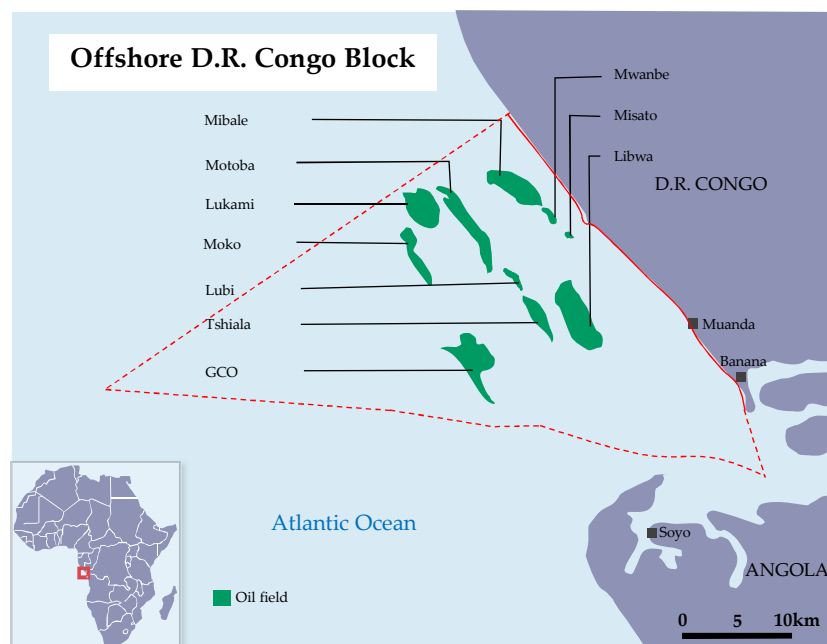 Offshore D.R. Congo Block
Mwanbe
Mibale
Misato
Motoba
Libwa
D.R. CONGO
Lukami
Moko
Lubi
Tshiala
Muanda
GCO
Banana
Atlantic Ocean
Soyo
ANGOLA
Oil field
0 5 10km